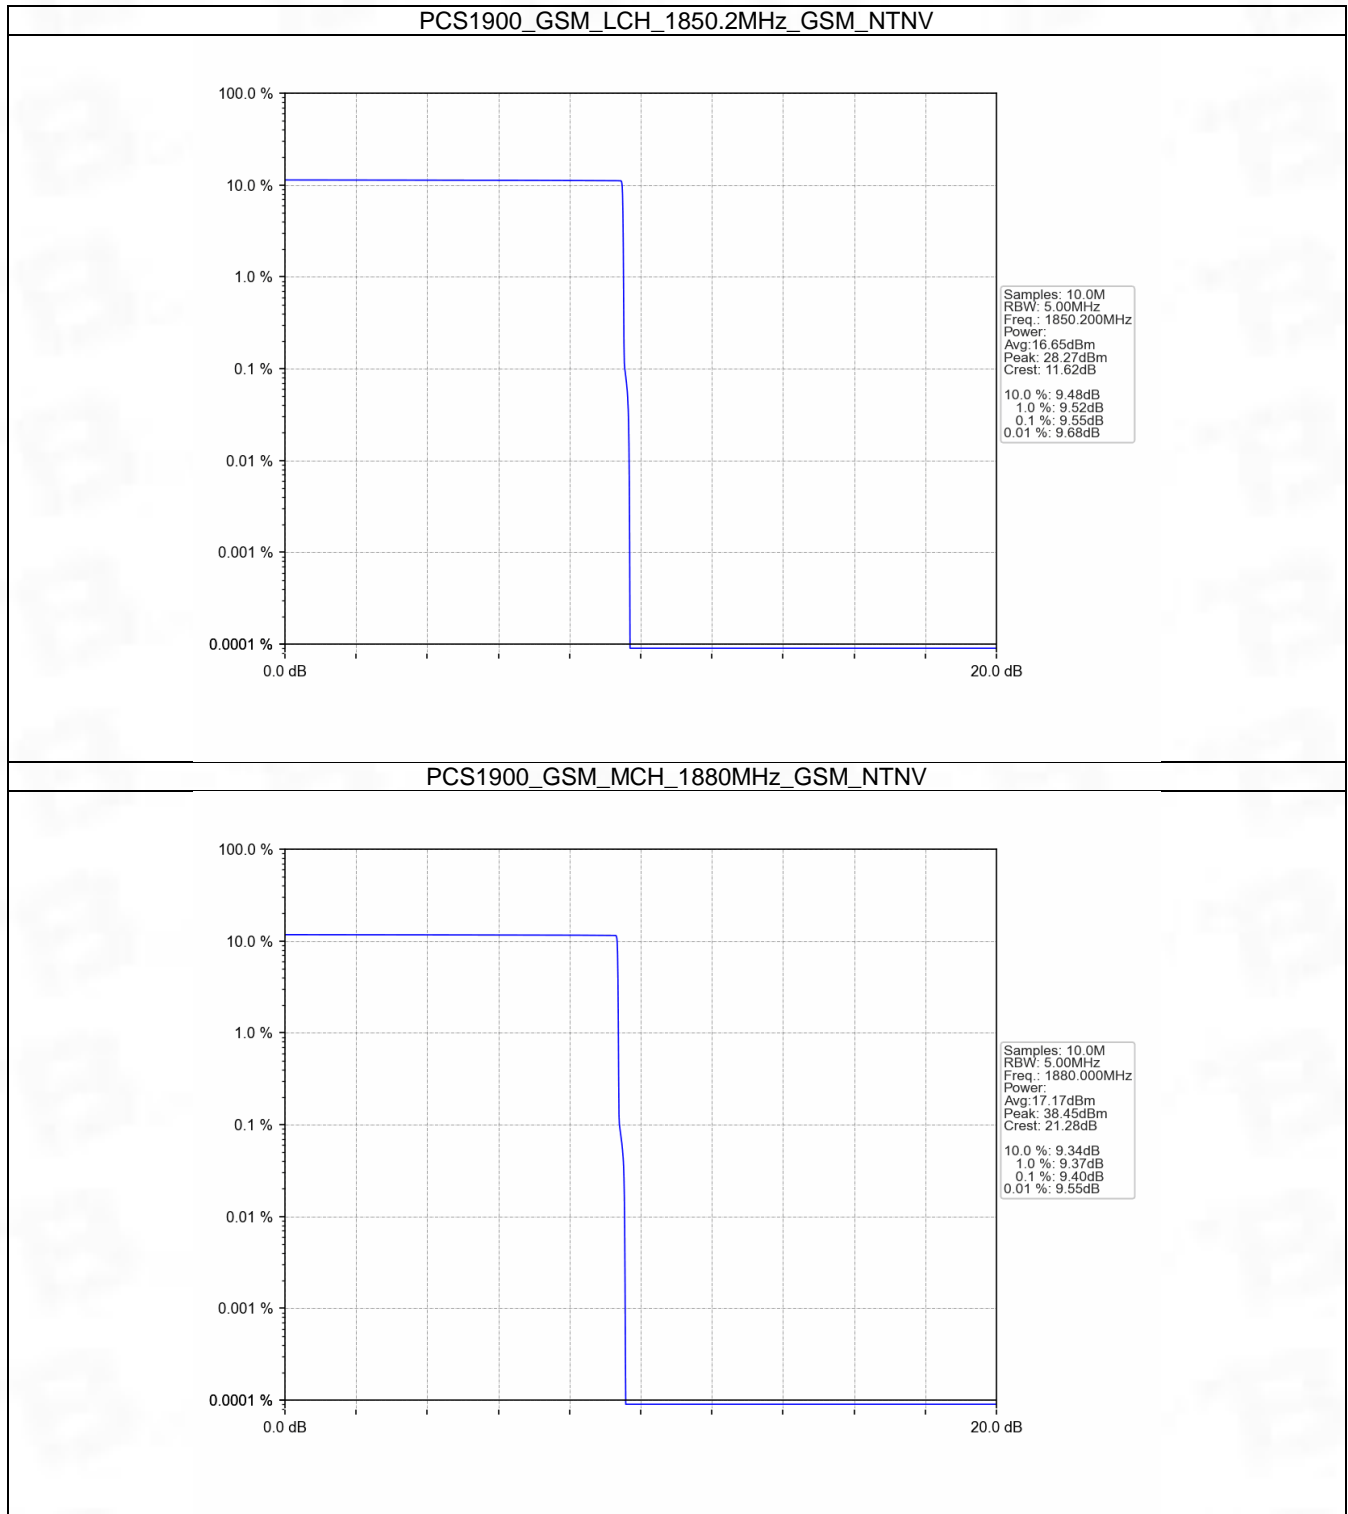 PCS1900_GSM_LCH_1850.2MHz_GSM_NTNV
100.0 %
10.0 %
1.0 %
0.1 %
0.01 %
0.001 %
0.0001 %
0.0 dB
20.0 dB
Samples: 10.0M
RBW: 5.00MHz
Freq.: 1850.200MHz
Power:
Avg:16.65dBm
Peak: 28.27dBm
Crest: 11.62dB
10.0 %: 9.48dB
1.0 %: 9.52dB
0.1 %: 9.55dB
0.01 %: 9.68dB
PCS1900_GSM_MCH_1880MHz_GSM_NTNV
100.0 %
10.0 %
1.0 %
0.1 %
0.01 %
0.001 %
0.0001 %
0.0 dB
20.0 dB
Samples: 10.0M
RBW: 5.00MHz
Freq.: 1880.000MHz
Power:
Avg:17.17dBm
Peak: 38.45dBm
Crest: 21.28dB
10.0 %: 9.34dB
1.0 %: 9.37dB
0.1 %: 9.40dB
0.01 %: 9.55dB